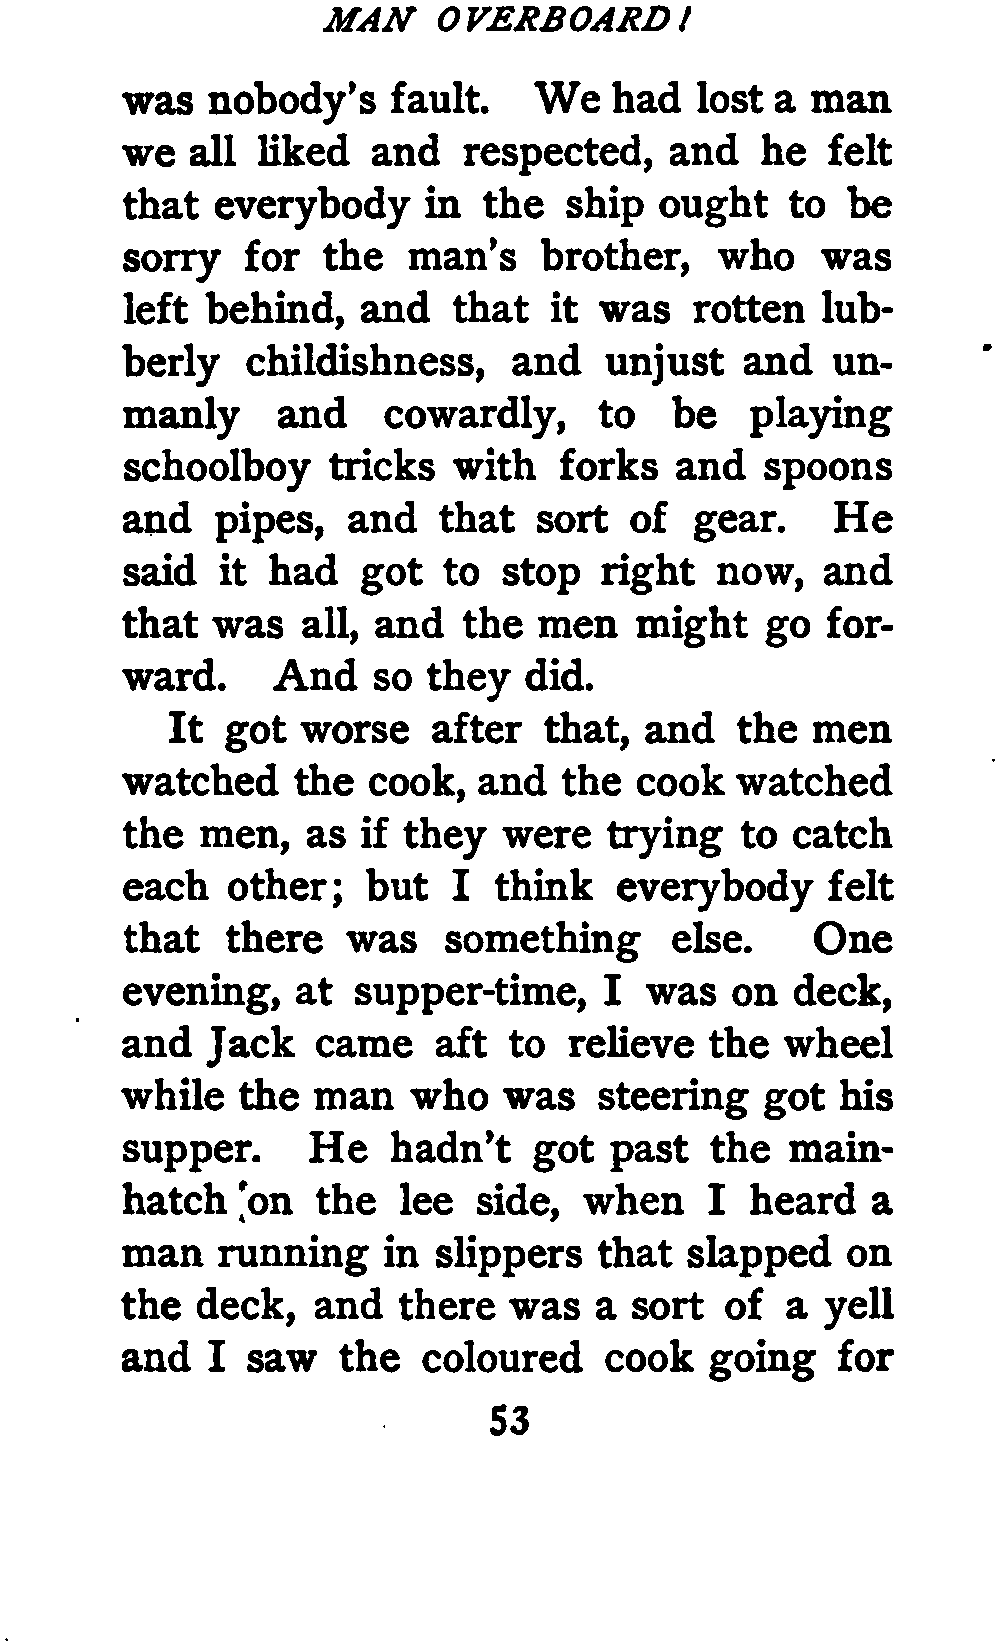 MAN OVERBOARD!
was nobody's fault. We had lost a man
we all liked and respected, and he felt
that everybody in the ship ought to be
sorry for the man's brother, who was
left behind, and that it was rotten lub-
berly childishness, and unjust and un-
manly and cowardly, to be playing
schoolboy tricks with forks and spoons
and pipes, and that sort of gear. He
said it had got to stop right now, and
that was all, and the men might go for-
ward. And so they did.
It got worse after that, and the men
watched the cook, and the cook watched
the men, as if they were trying to catch
each other; but I think everybody felt
that there was something else. One
evening, at supper-time, I was on deck,
and Jack came aft to relieve the wheel
while the man who was steering got his
supper. He hadn't got past the main-
hatch on the lee side, when I heard a
man running in slippers that slapped on
the deck, and there was a sort of a yell
and I saw the coloured cook going for
53